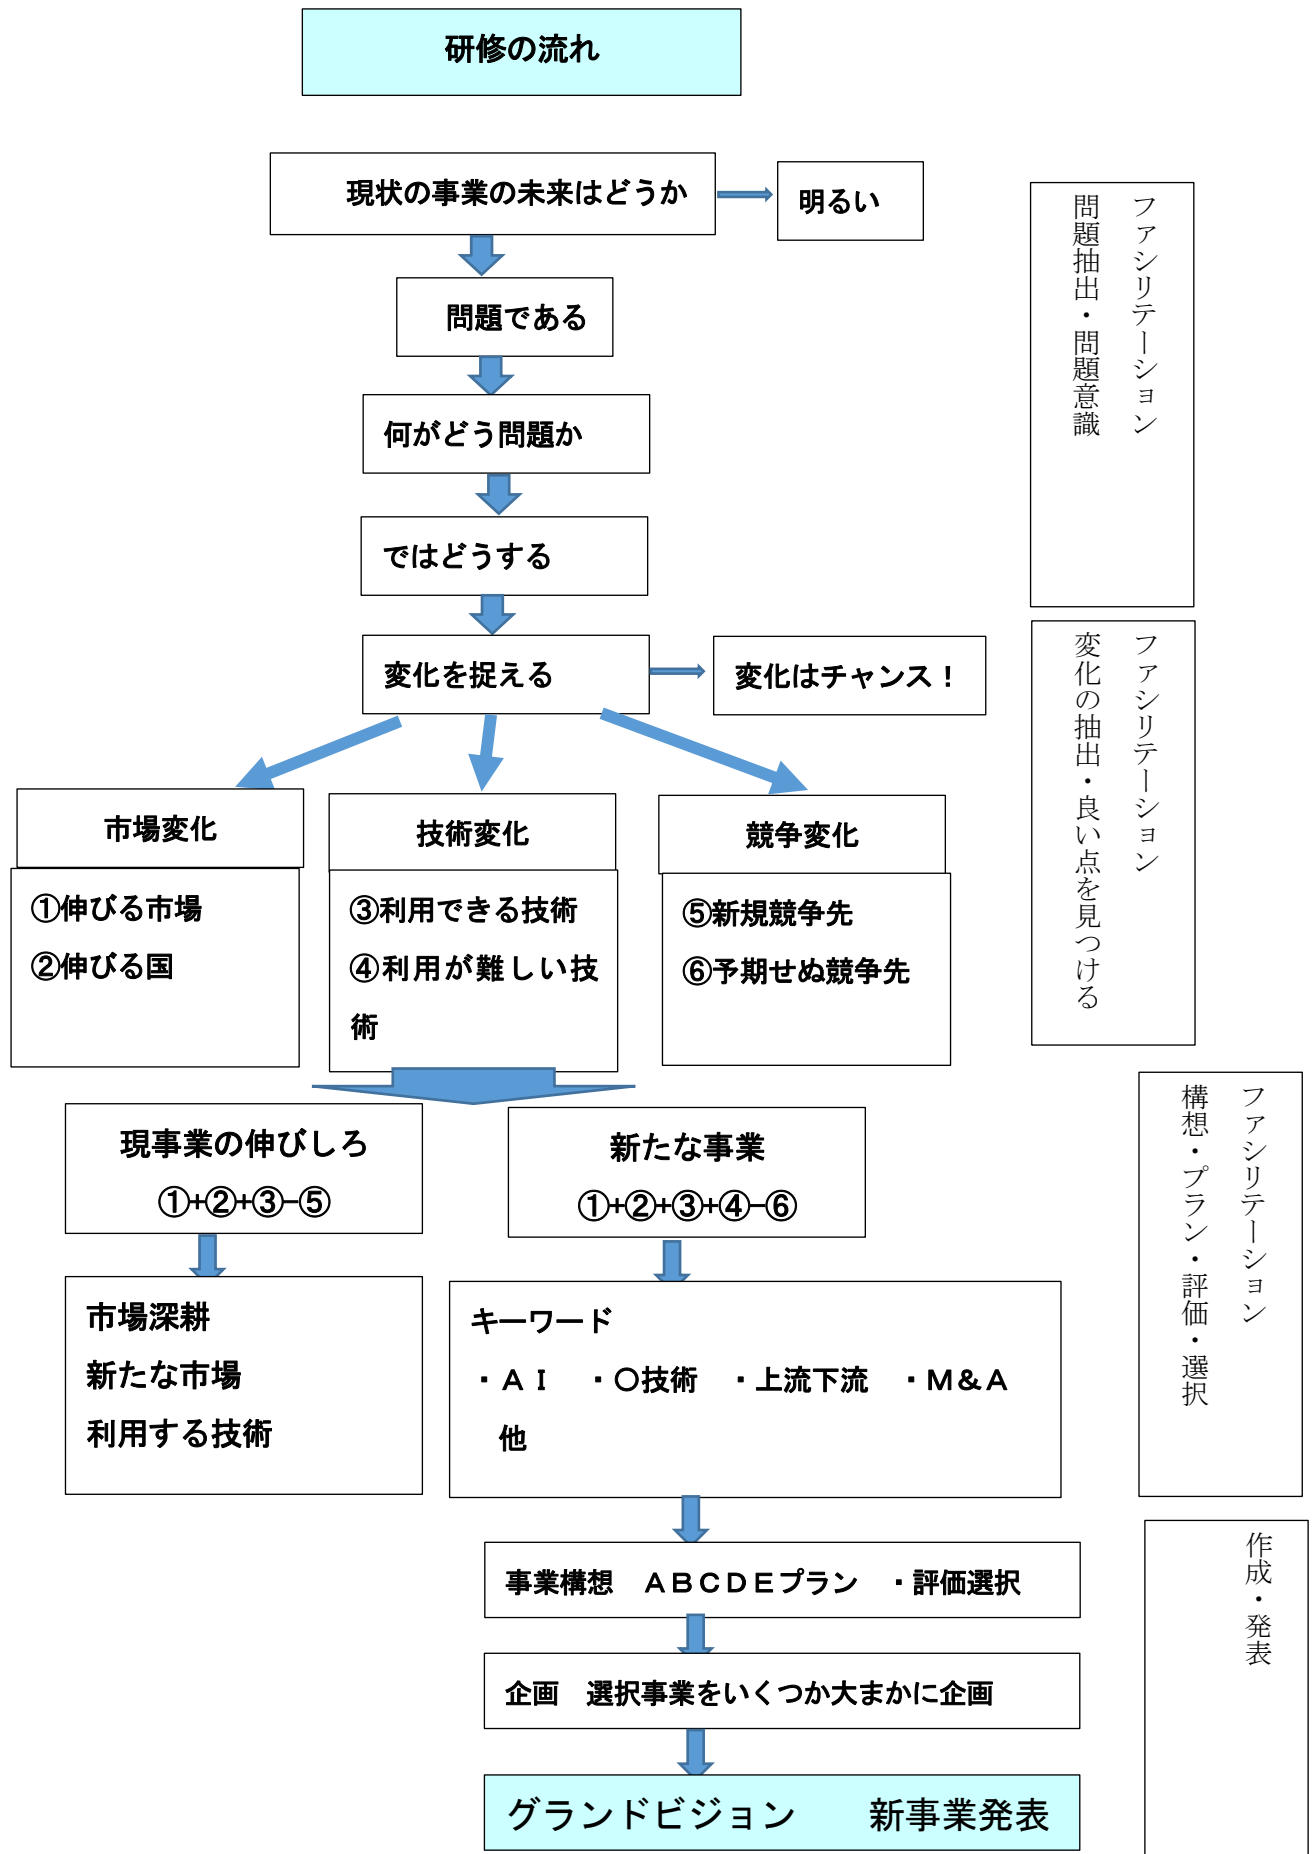 研修の流れ
現状の事業の未来はどうか
明るい
問題である
何がどう問題か
ではどうする
変化を捉える
変化はチャンス！
市場変化
①伸びる市場
②伸びる国
技術変化
③利用できる技術
④利用が難しい技
術
競争変化
⑤新規競争先
⑥予期せぬ競争先
現事業の伸びしろ
①+②+③-⑤
新たな事業
①+②+③+④-⑥
市場深耕
新たな市場
利用する技術
キーワード
・ＡＩ　・〇技術　・上流下流　・Ｍ＆Ａ
他
事業構想　ＡＢＣＤＥプラン　・評価選択
企画　選択事業をいくつか大まかに企画
グランドビジョン　　新事業発表
ファシリテーション
問題抽出・問題意識
ファシリテーション
変化の抽出・良い点を見つける
ファシリテーション
構想・プラン・評価・選択
作成・発表